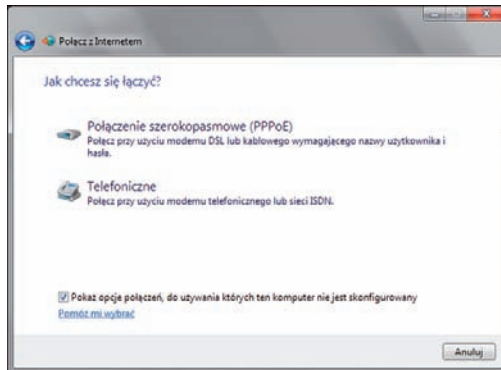 Połącz z Internetem
Jak chcesz się łączyć?
Połączenie szerokopasmowe (PPPoE)
Połącz przy użyciu modemu DSL lub kablowego wymagającego nazwy użytkownika i
hasła.
Telefoniczne
Połącz przy użyciu modemu telefonicznego lub sieci ISDN.
Pokaż opcje połączeń, do używania których ten komputer nie jest skonfigurowany
Pomóż mi wybrać
Anuluj